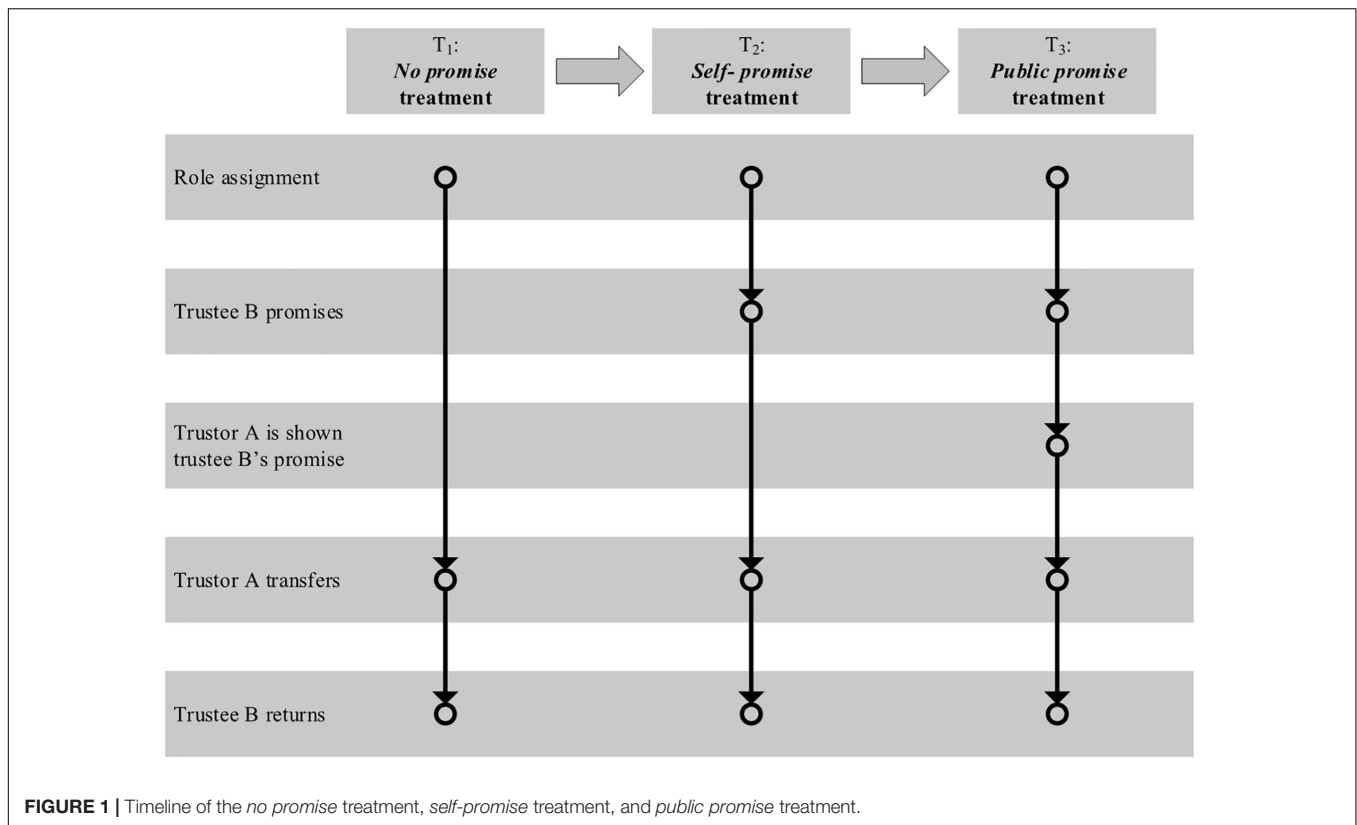 T₁:
No promise
treatment
T₂:
Self- promise
treatment
T₃:
Public promise
treatment
Role assignment
Trustee B promises
Trustor A is shown
trustee B's promise
Trustor A transfers
Trustee B returns
FIGURE 1 | Timeline of the no promise treatment, self-promise treatment, and public promise treatment.